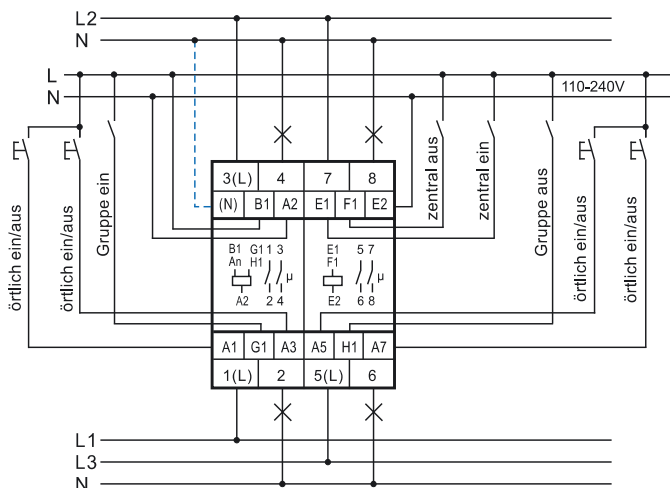 L2
N
L
N
110-240V
örtlich ein/aus
örtlich ein/aus
Gruppe ein
zentral aus
zentral ein
Gruppe aus
örtlich ein/aus
örtlich ein/aus
3(L) 4 7 8
(N) B1 A2 E1 F1 E2
B1 G1 1 3 E1 5 7
An H1 µ F1 µ
A2 2 4 E2 6 8
A1 G1 A3 A5 H1 A7
1(L) 2 5(L) 6
L1
L3
N